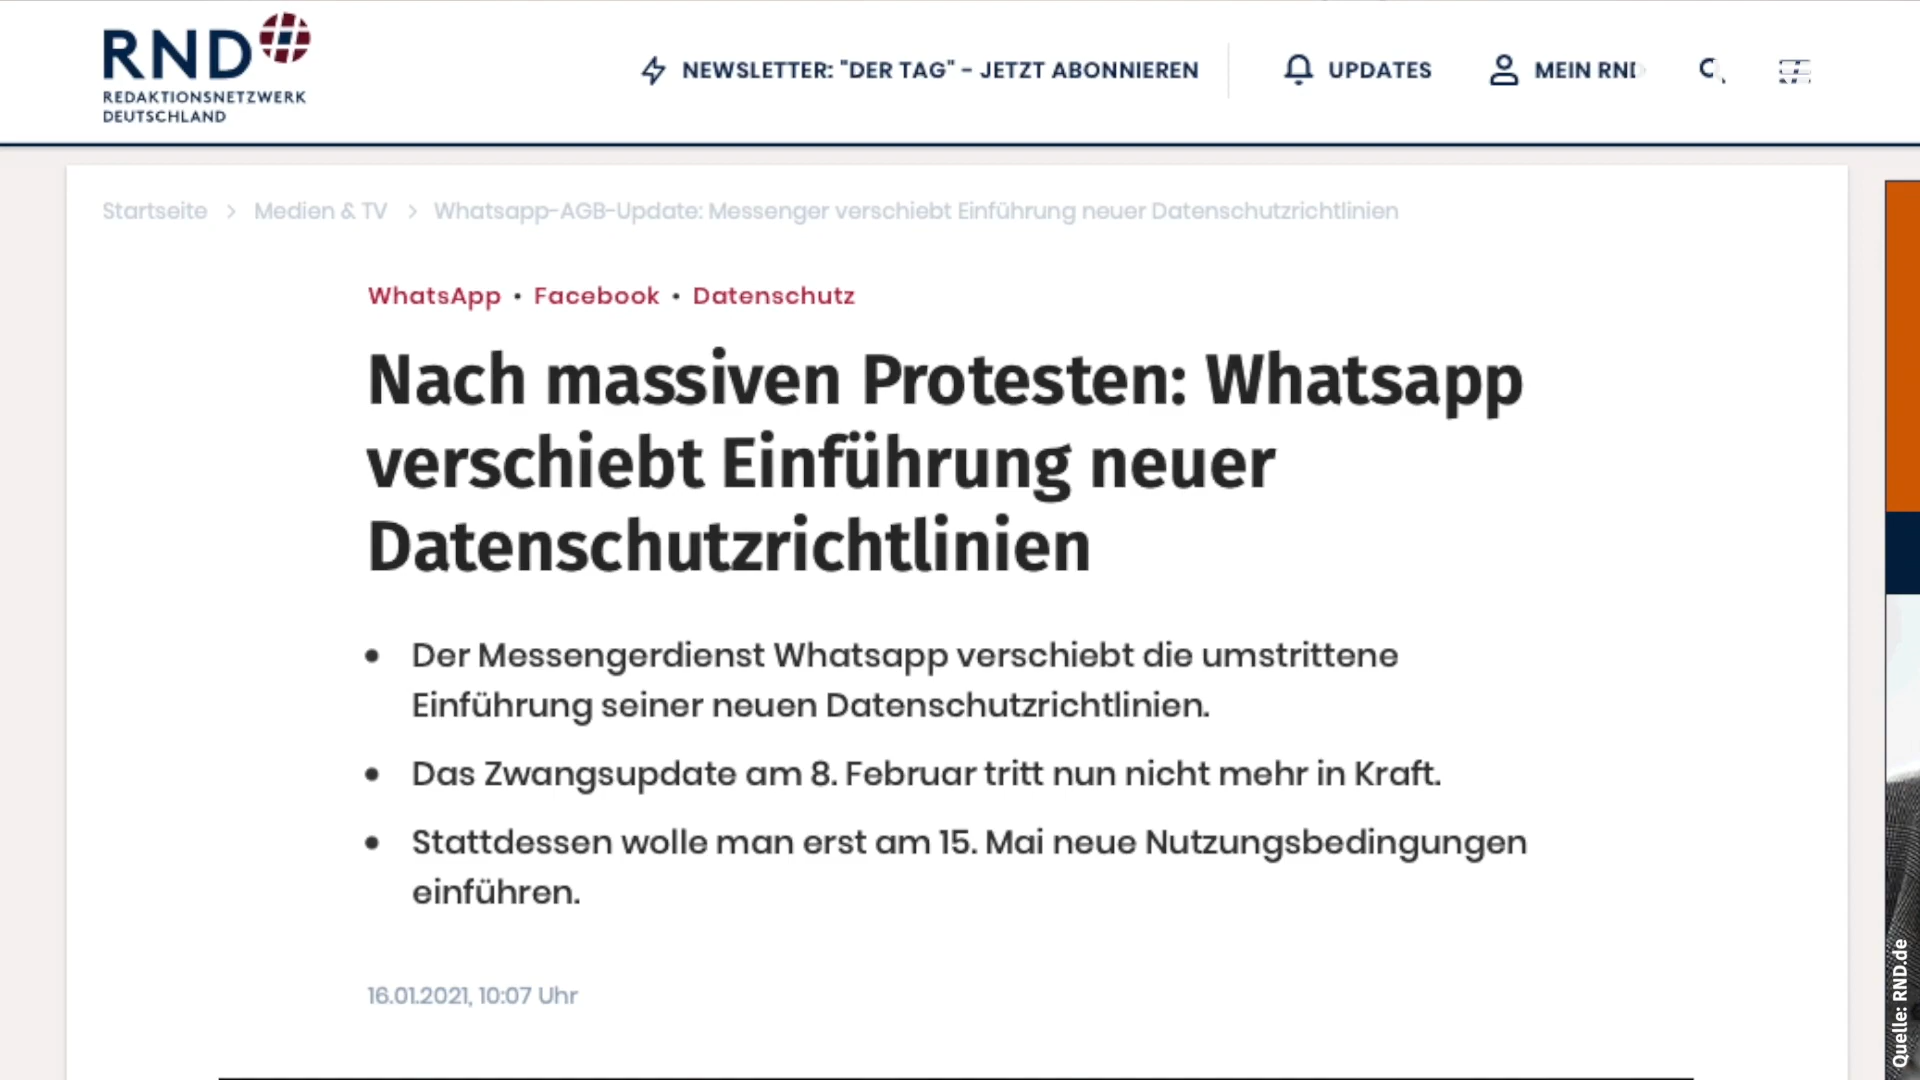 RND
REDAKTIONSNETZWERK
DEUTSCHLAND
NEWSLETTER: "DER TAG" - JETZT ABONNIEREN
UPDATES
MEIN RND
Startseite > Medien & TV > Whatsapp-AGB-Update: Messenger verschiebt Einführung neuer Datenschutzrichtlinien
WhatsApp • Facebook • Datenschutz
Nach massiven Protesten: Whatsapp
verschiebt Einführung neuer
Datenschutzrichtlinien
• Der Messengerdienst Whatsapp verschiebt die umstrittene
Einführung seiner neuen Datenschutzrichtlinien.
• Das Zwangsupdate am 8. Februar tritt nun nicht mehr in Kraft.
• Stattdessen wolle man erst am 15. Mai neue Nutzungsbedingungen
einführen.
16.01.2021, 10:07 Uhr
Quelle: RND.de